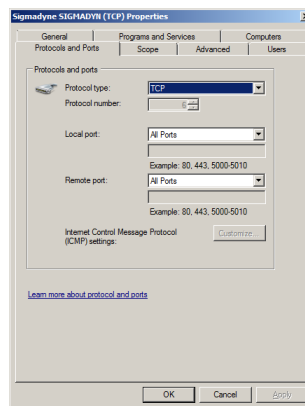 Sigmadyne SIGMADYN (TCP) Properties
General Programs and Services Computers
Protocols and Ports Scope Advanced Users
Protocols and ports
Protocol type: TCP
Protocol number: 6
Local port: All Ports
Example: 80, 443, 5000-5010
Remote port: All Ports
Example: 80, 443, 5000-5010
Internet Control Message Protocol
(ICMP) settings: Customize...
Learn more about protocol and ports
OK Cancel Apply